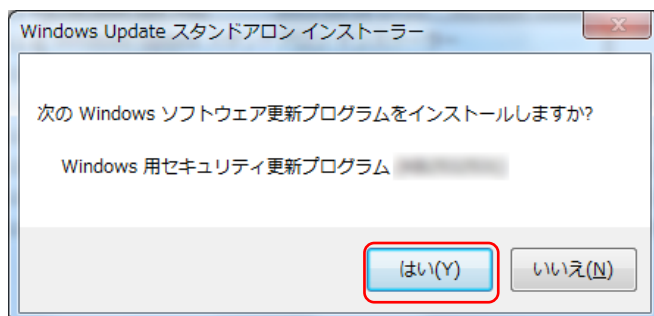 Windows Update スタンドアロン インストーラー
次の Windows ソフトウェア更新プログラムをインストールしますか?
Windows 用セキュリティ更新プログラム
はい(Y)
いいえ(N)